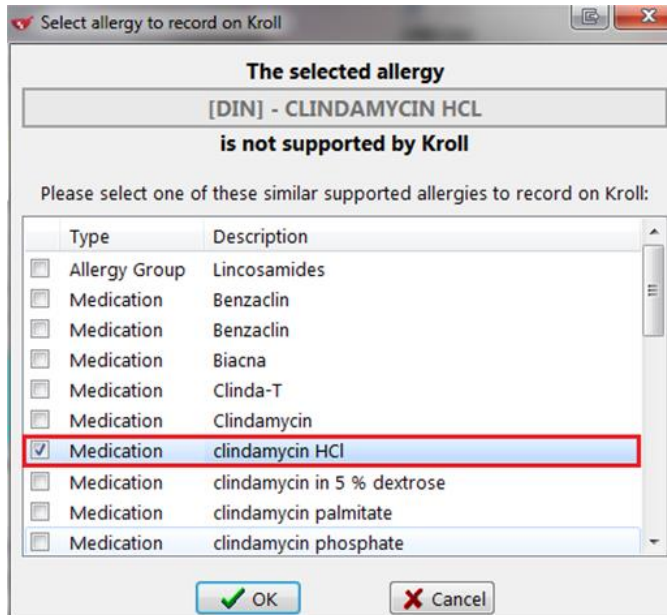 Select allergy to record on Kroll
The selected allergy
[DIN] - CLINDAMYCIN HCL
is not supported by Kroll
Please select one of these similar supported allergies to record on Kroll:
Type Description
Allergy Group Lincosamides
Medication Benzaclin
Medication Benzaclin
Medication Biacna
Medication Clinda-T
Medication Clindamycin
Medication clindamycin HCl
Medication clindamycin in 5 % dextrose
Medication clindamycin palmitate
Medication clindamycin phosphate
OK Cancel